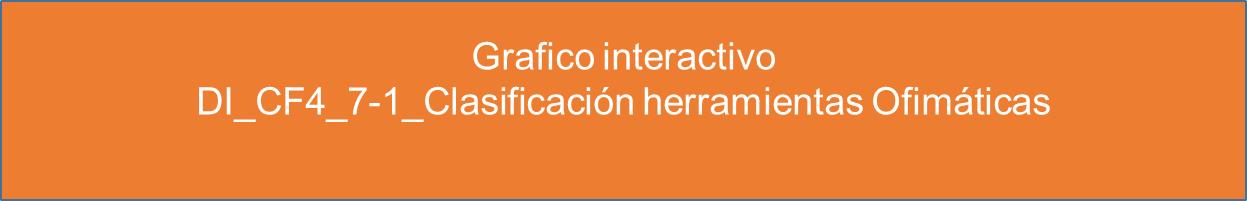 Grafico interactivo
DI_CF4_7-1_Clasificación herramientas Ofimáticas